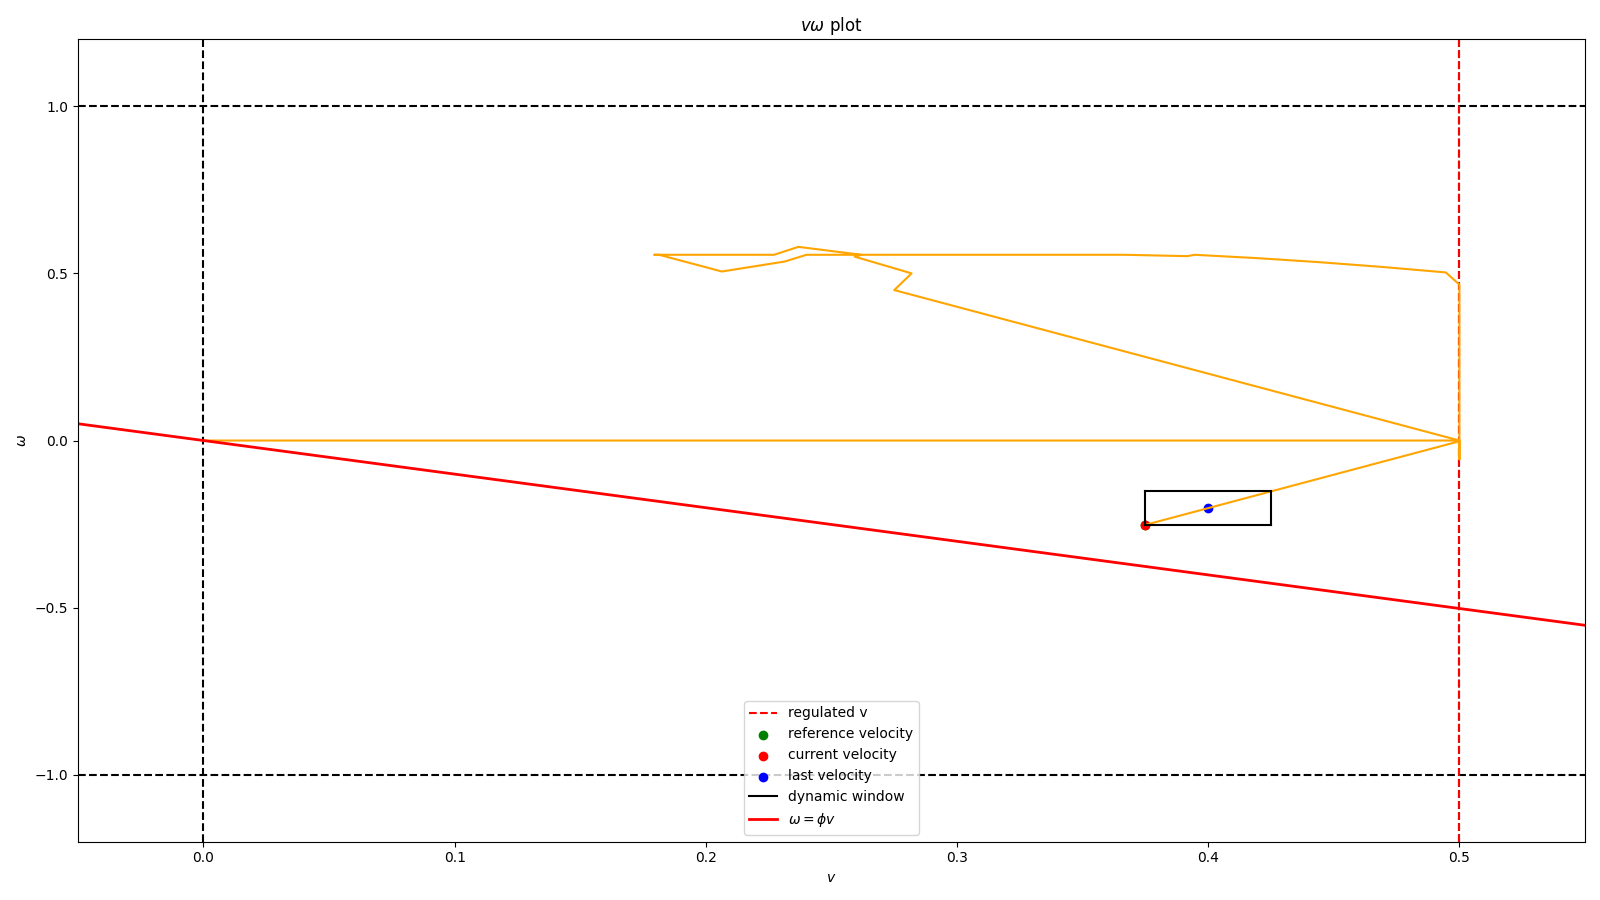 vω plot
1.0
0.5
0.0
−0.5
−1.0
ω
regulated v
reference velocity
current velocity
last velocity
dynamic window
ω = ϕv
0.0 0.1 0.2 0.3 0.4 0.5
v